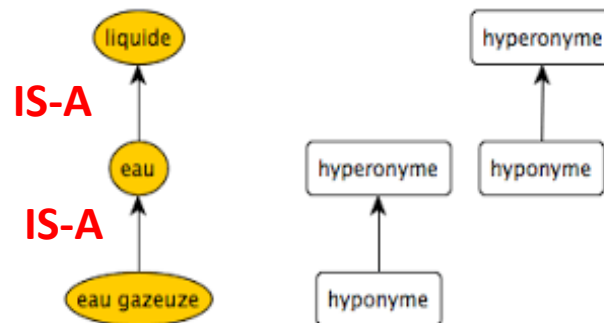 liquide
hyperonyme
IS-A
eau
hyperonyme
hyponyme
IS-A
eau gazeuze
hyponyme